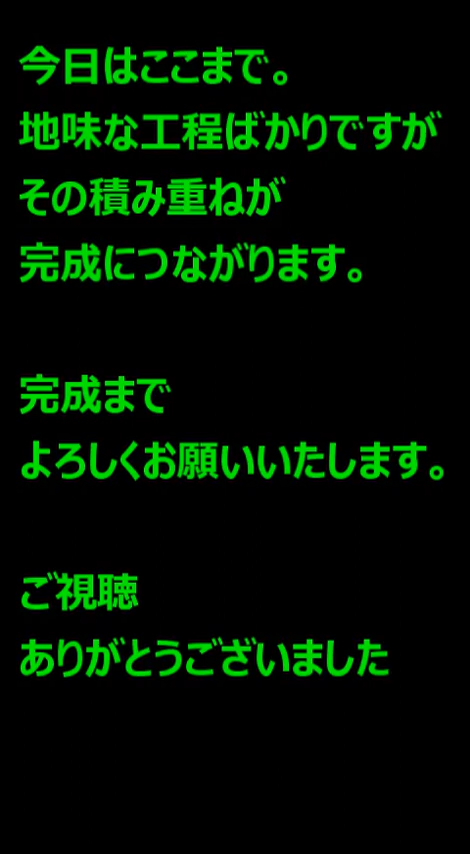 今日はここまで。
地味な工程ばかりですが
その積み重ねが
完成につながります。
完成まで
よろしくお願いいたします。
ご視聴
ありがとうございました